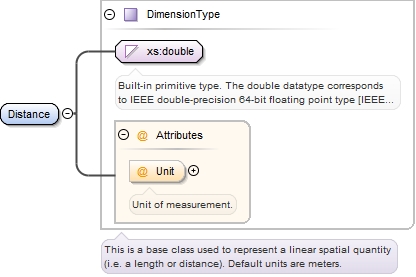 DimensionType
xs:double
Built-in primitive type. The double datatype corresponds
to IEEE double-precision 64-bit floating point type [IEEE...
Distance
@ Attributes
@ Unit
Unit of measurement.
This is a base class used to represent a linear spatial quantity
(i.e. a length or distance). Default units are meters.